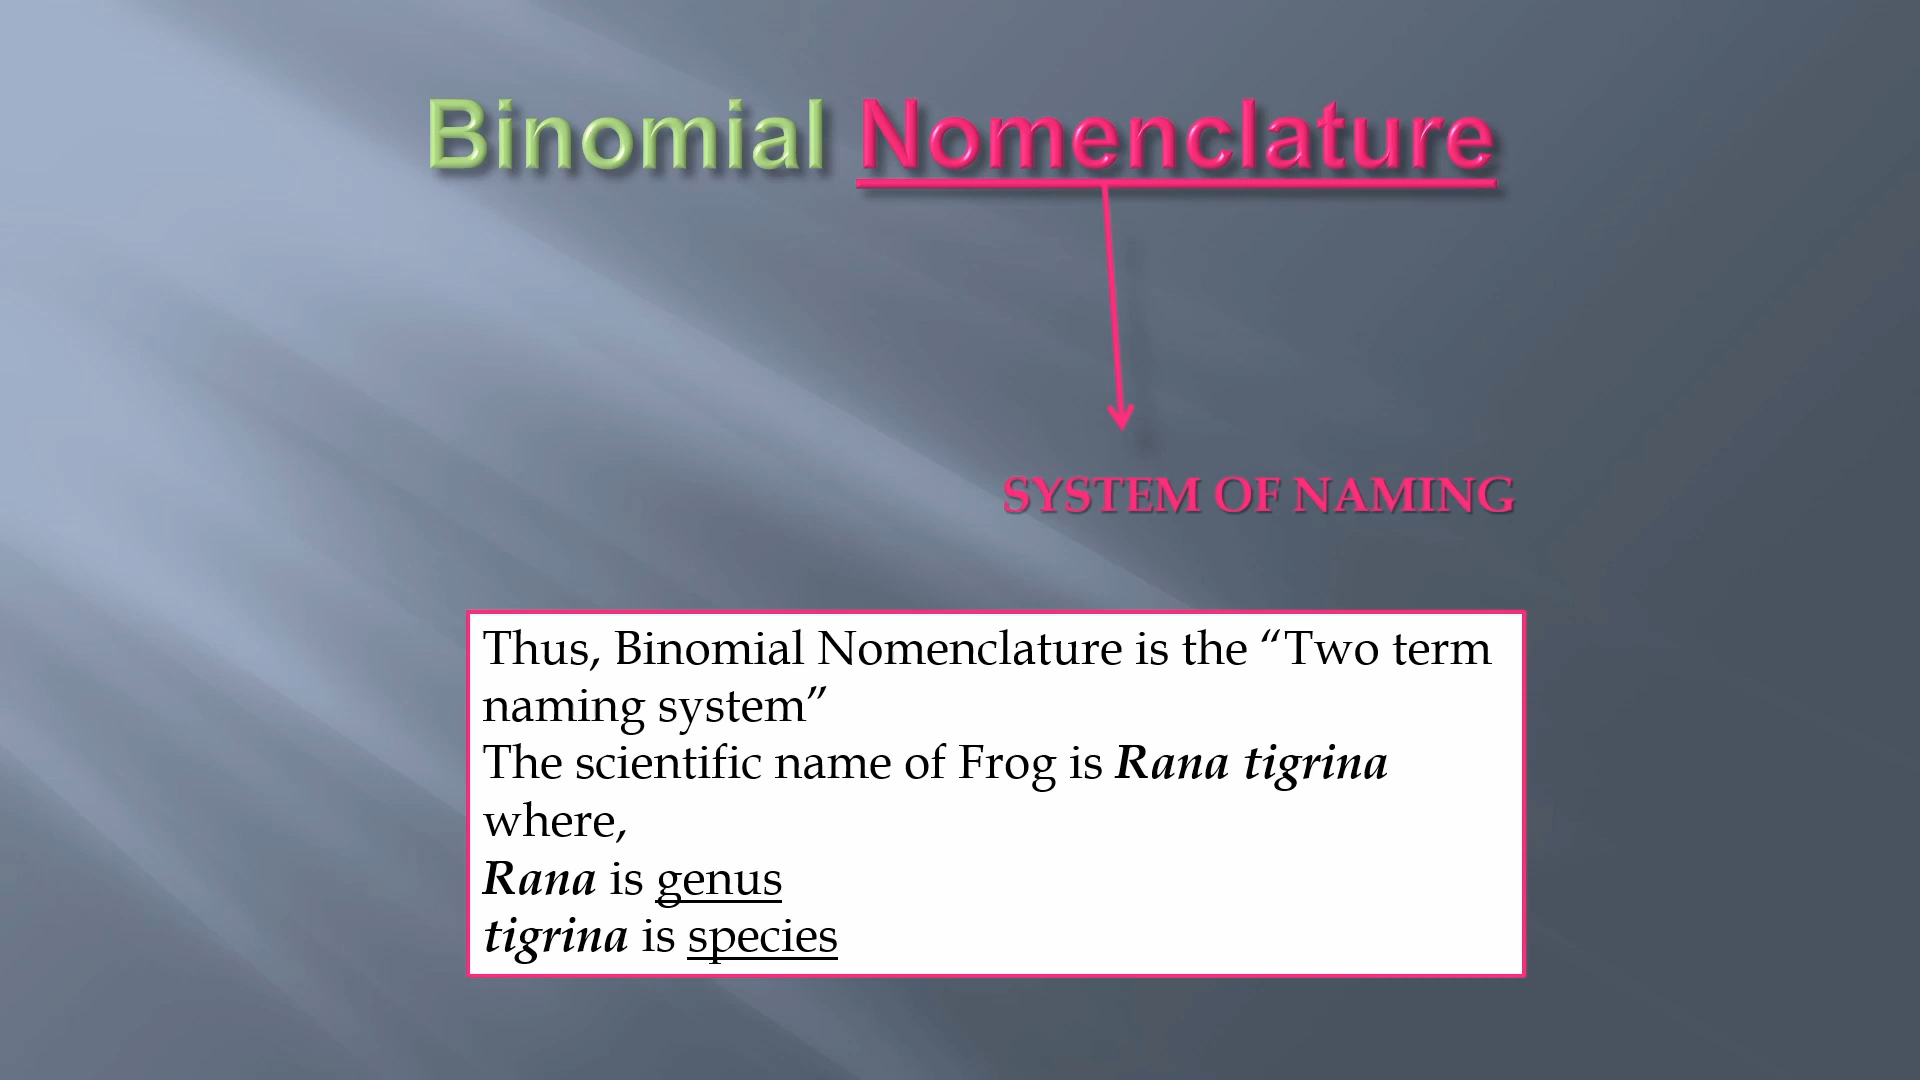 Binomial Nomenclature
SYSTEM OF NAMING
Thus, Binomial Nomenclature is the “Two term
naming system”
The scientific name of Frog is Rana tigrina
where,
Rana is genus
tigrina is species